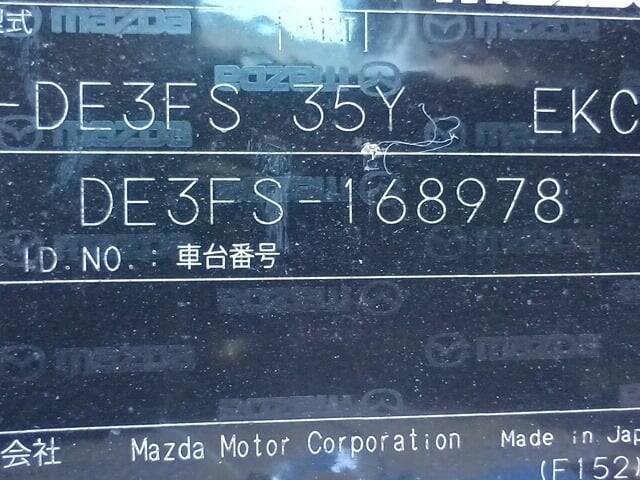 型式 PAINT
-DE3FS 35Y EKC
DE3FS-168978
ID.NO.:車台番号
会社 Mazda Motor Corporation Made in Jap
(F152)